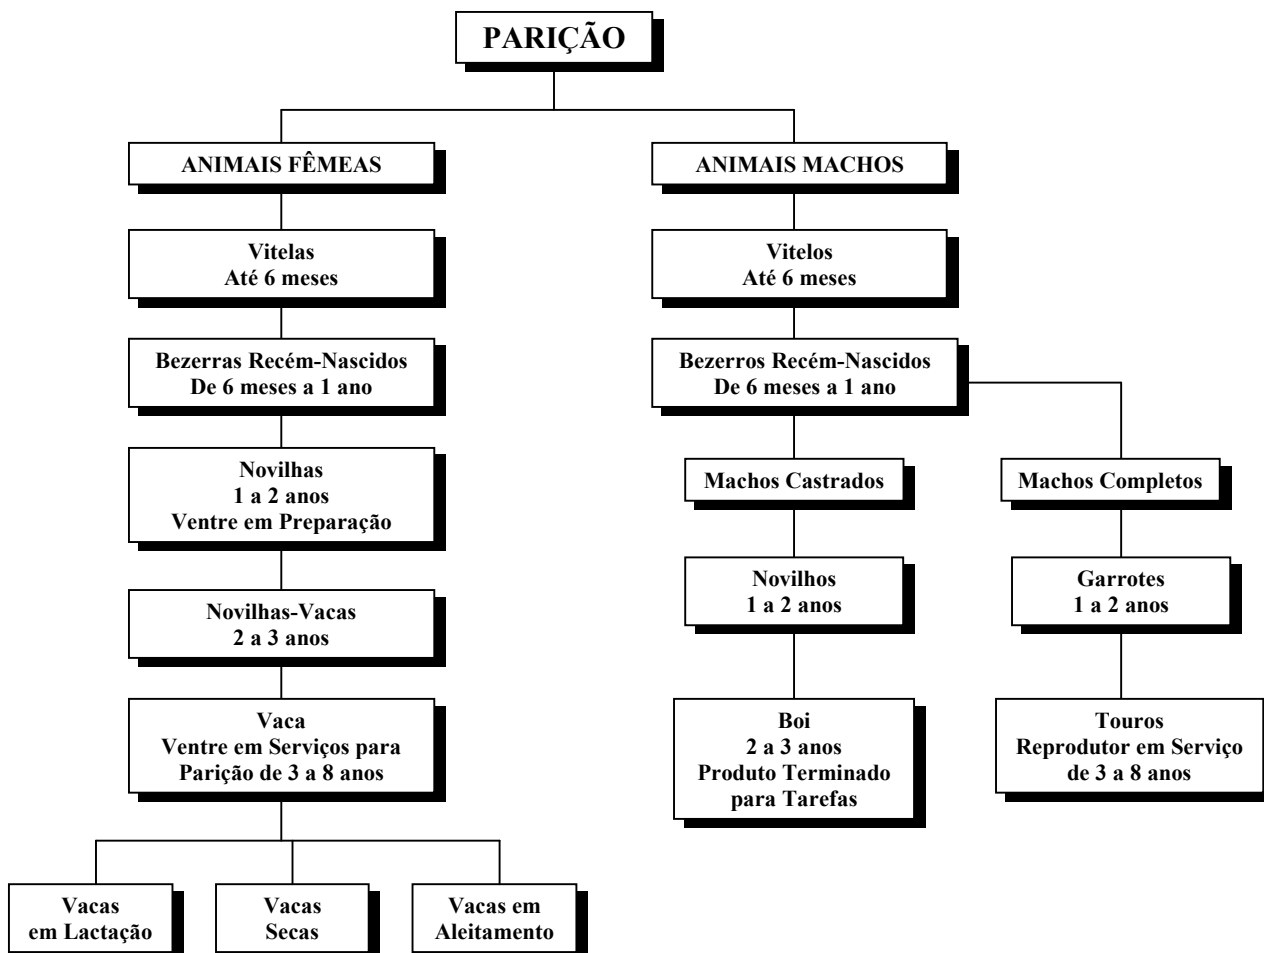 PARIÇÃO
ANIMAIS FÊMEAS
ANIMAIS MACHOS
Vitelas
Até 6 meses
Vitelos
Até 6 meses
Bezerras Recém-Nascidos
De 6 meses a 1 ano
Bezerros Recém-Nascidos
De 6 meses a 1 ano
Novilhas
1 a 2 anos
Ventre em Preparação
Machos Castrados
Machos Completos
Novilhas-Vacas
2 a 3 anos
Novilhos
1 a 2 anos
Garrotes
1 a 2 anos
Vaca
Ventre em Serviços para
Parição de 3 a 8 anos
Boi
2 a 3 anos
Produto Terminado
para Tarefas
Touros
Reprodutor em Serviço
de 3 a 8 anos
Vacas
em Lactação
Vacas
Secas
Vacas em
Aleitamento